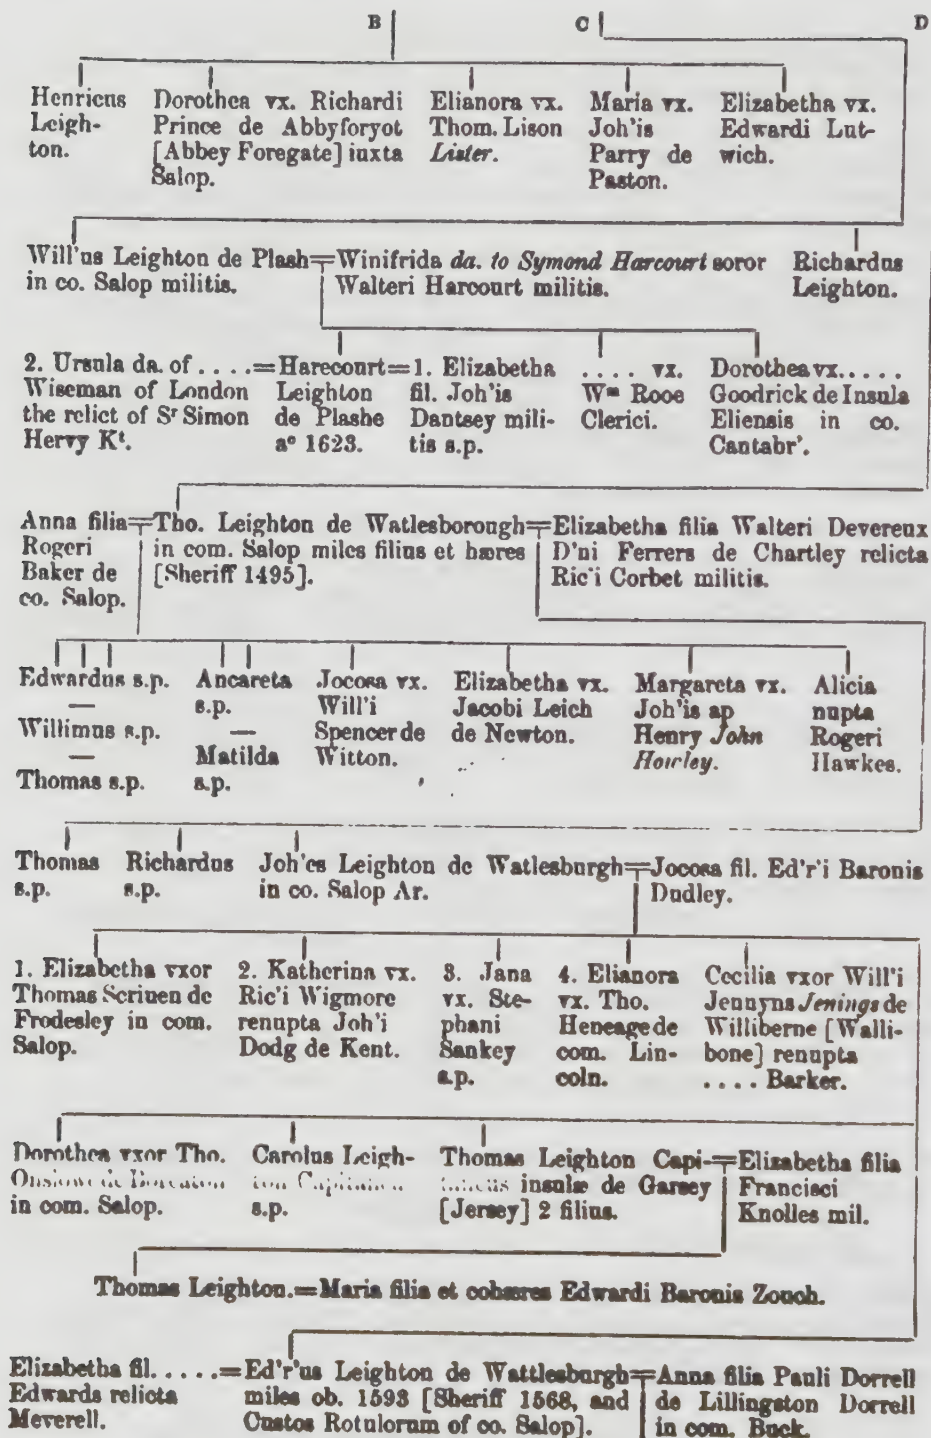 B C D
Henricus
Leigh-
ton.
Dorothea vx. Richardi
Prince de Abbyforyot
[Abbey Foregate] iuxta
Salop.
Elianora vx.
Thom. Lison
Lister.
Maria vx.
Joh'is
Parry de
Paston.
Elizabetha vx.
Edwardi Lut-
wich.
Will'us Leighton de Plash
in co. Salop militis.
Winifrida da. to Symond Harcourt soror
Walteri Harcourt militis.
Richardus
Leighton.
2. Ursula da. of . . . .
Wiseman of London
the relict of Sr Simon
Hervy Kt.
=Harecourt=
Leighton
de Plashe
ao 1623.
1. Elizabetha
fil. Joh'is
Dantsey mili-
tis s.p.
. . . . vx.
Wm Rooe
Clerici.
Dorothea vx. . . . .
Goodrick de Insula
Eliensis in co.
Cantabr'.
Anna filia
Rogeri
Baker de
co. Salop.
Tho. Leighton de Watlesborough
in com. Salop miles filius et hæres
[Sheriff 1495].
Elizabetha filia Walteri Devereux
D'ni Ferrers de Chartley relicta
Ric'i Corbet militis.
Edwardus s.p.
—
Willimus s.p.
—
Thomas s.p.
Ancareta
s.p.
—
Matilda
s.p.
Jocosa vx.
Will'i
Spencer de
Witton.
Elizabetha vx.
Jacobi Leich
de Newton.
Margareta vx.
Joh'is ap
Henry John
Howley.
Alicia
nupta
Rogeri
Hawkes.
Thomas
s.p.
Richardus
s.p.
Joh'es Leighton de Watlesburgh
in co. Salop Ar.
Jocosa fil. Ed'r'i Baronis
Dudley.
1. Elizabetha vxor
Thomas Scriuen de
Frodesley in com.
Salop.
2. Katherina vx.
Ric'i Wigmore
renupta Joh'i
Dodg de Kent.
3. Jana
vx. Ste-
phani
Sankey
s.p.
4. Elianora
vx. Tho.
Heneage de
com. Lin-
coln.
Cecilia vxor Will'i
Jennyns Jenings de
Williberne [Walli-
bone] renupta
. . . . Barker.
Dorothea vxor Tho.
in com. Salop.
Carolus Leigh-
ton Capitaneus
s.p.
Thomas Leighton Capi-
taneus insulæ de Garsey
[Jersey] 2 filius.
Elizabetha filia
Francisci
Knolles mil.
Thomas Leighton.=Maria filia et cohæres Edwardi Baronis Zouch.
Elizabetha fil. . . . .
Edwards relicta
Meverell.
=Ed'r'us Leighton de Wattlesburgh
miles ob. 1593 [Sheriff 1568, and
Custos Rotulorum of co. Salop].
Anna filia Pauli Dorrell
de Lillingston Dorrell
in com. Buck.